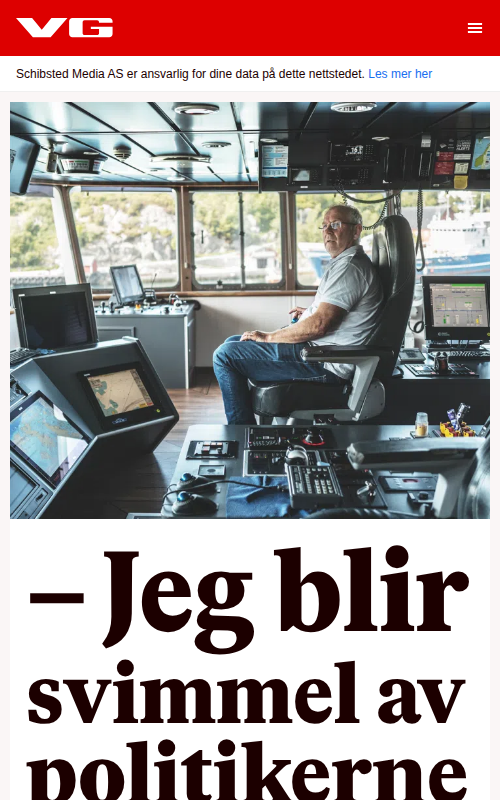 VG
Schibsted Media AS er ansvarlig for dine data på dette nettstedet. Les mer her
– Jeg blir
svimmel av
politikerne